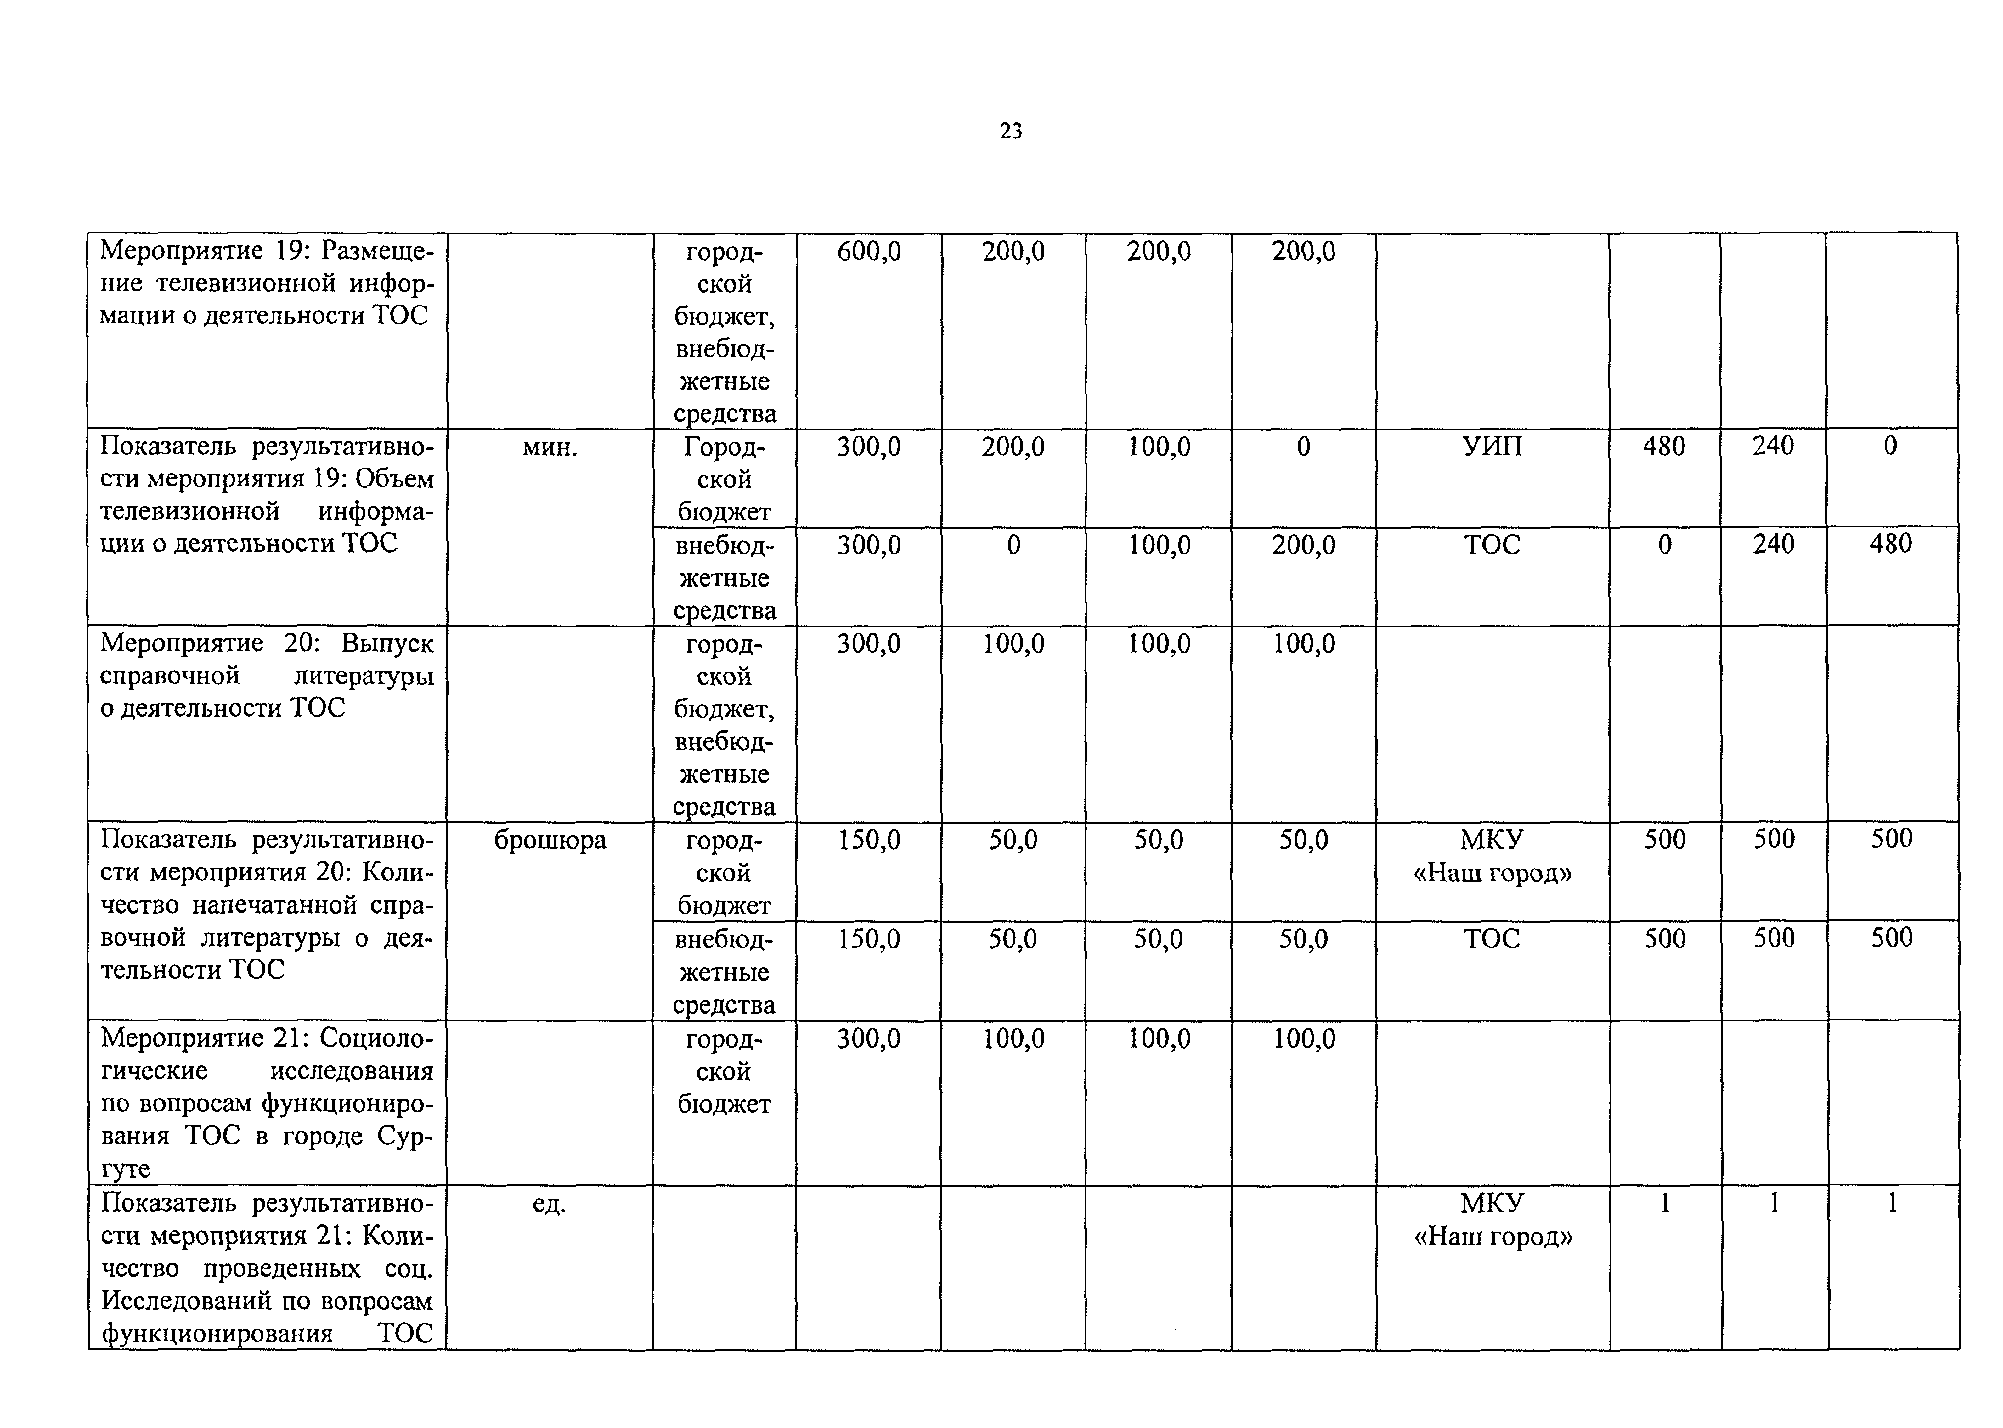 23
Мероприятие 19: Размеще-
ние телевизионной инфор-
мации о деятельности ТОС
город-
ской
бюджет,
внебюд-
жетные
средства
600,0 200,0 200,0 200,0
Показатель результативно-
сти мероприятия 19: Объем
телевизионной информа-
ции о деятельности ТОС
мин.
Город-
ской
бюджет
300,0 200,0 100,0 0 УИП 480 240 0
внебюд-
жетные
средства
300,0 0 100,0 200,0 ТОС 0 240 480
Мероприятие 20: Выпуск
справочной литературы
о деятельности ТОС
город-
ской
бюджет,
внебюд-
жетные
средства
300,0 100,0 100,0 100,0
Показатель результативно-
сти мероприятия 20: Коли-
чество напечатанной спра-
вочной литературы о дея-
тельности ТОС
брошюра
город-
ской
бюджет
150,0 50,0 50,0 50,0 МКУ
«Наш город»
500 500 500
внебюд-
жетные
средства
150,0 50,0 50,0 50,0 ТОС 500 500 500
Мероприятие 21: Социоло-
гические исследования
по вопросам функциониро-
вания ТОС в городе Сур-
гуте
город-
ской
бюджет
300,0 100,0 100,0 100,0
Показатель результативно-
сти мероприятия 21: Коли-
чество проведенных соц.
Исследований по вопросам
функционирования ТОС
ед.
МКУ
«Наш город»
1 1 1